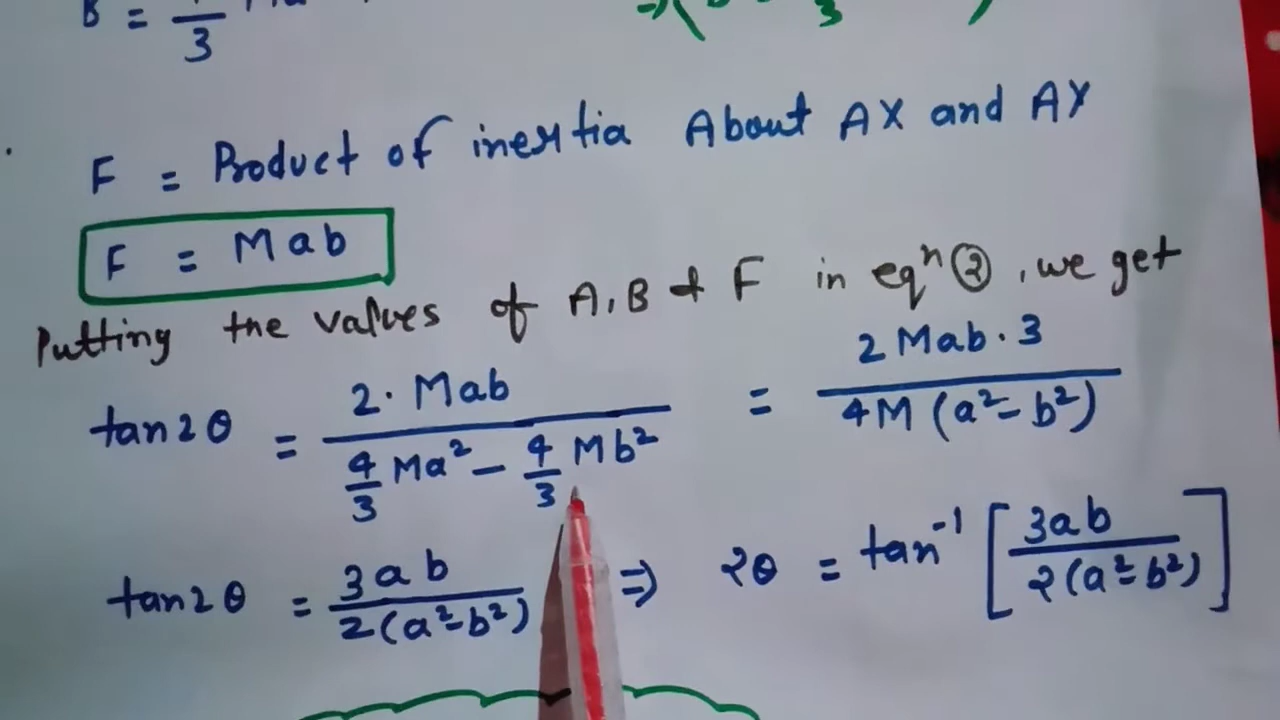 B = /3
3
F = Product of inertia About AX and AY
F = Mab
Putting the values of A, B & F in eqⁿ ②, we get
tan2θ = 2·Mab / (4/3 Ma² − 4/3 Mb²) = 2Mab·3 / 4M(a²−b²)
tan2θ = 3ab / 2(a²−b²) ⇒ 2θ = tan⁻¹ [3ab / 2(a²−b²)]